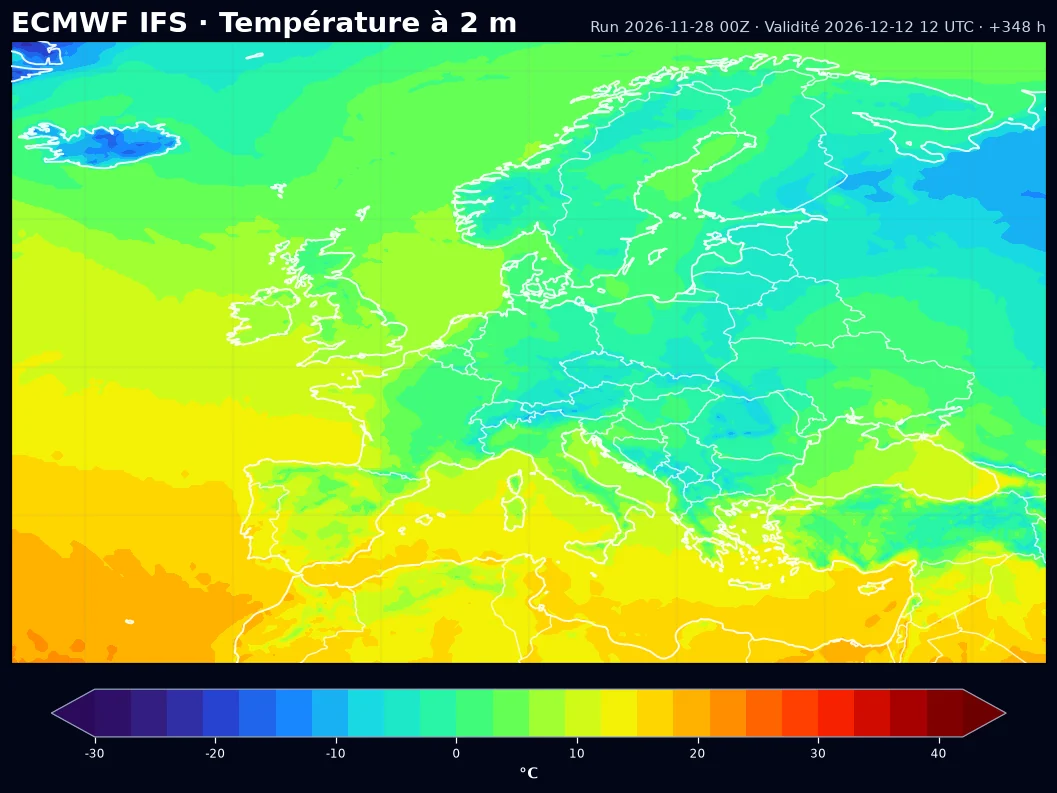 ECMWF IFS · Température à 2 m
Run 2026-11-28 00Z · Validité 2026-12-12 12 UTC · +348 h
-30 -20 -10 0 10 20 30 40
°C